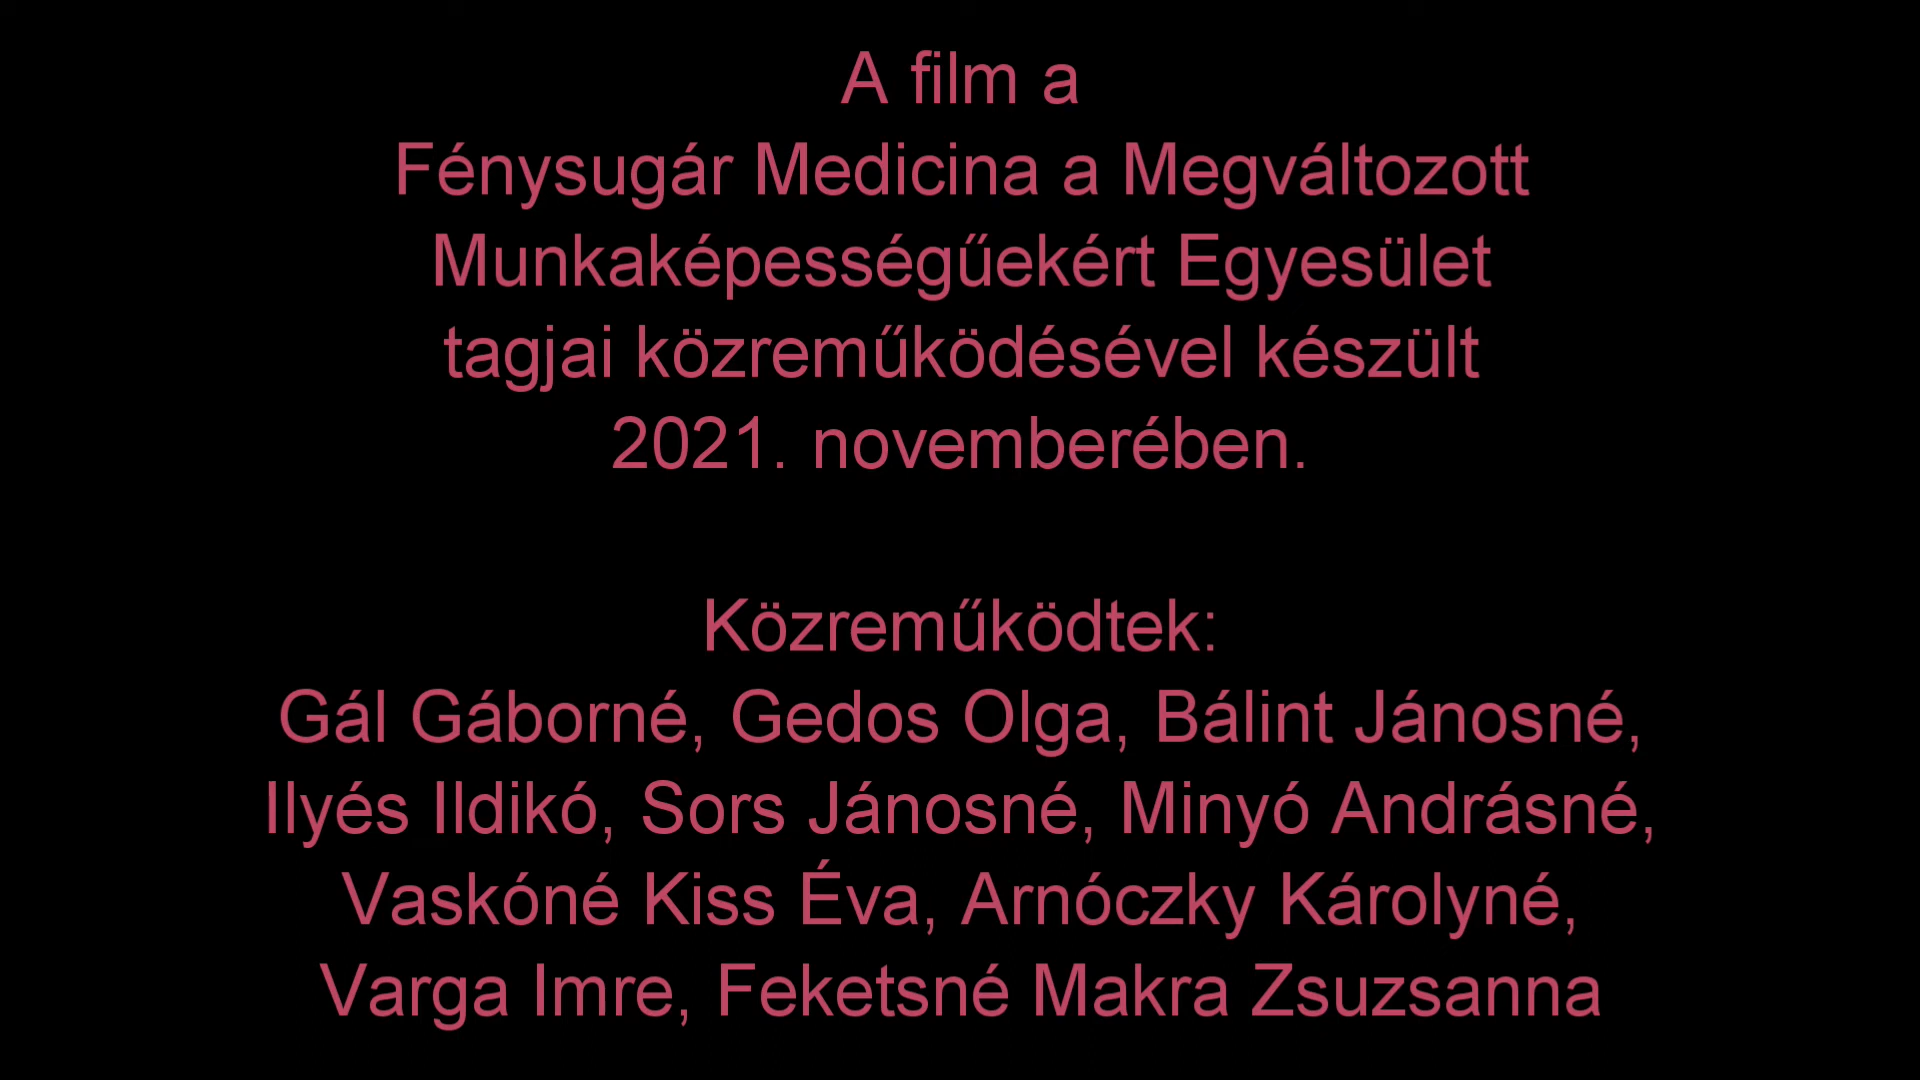 A film a
Fénysugár Medicina a Megváltozott
Munkaképességűekért Egyesület
tagjai közreműködésével készült
2021. novemberében.
Közreműködtek:
Gál Gáborné, Gedos Olga, Bálint Jánosné,
Ilyés Ildikó, Sors Jánosné, Minyó Andrásné,
Vaskóné Kiss Éva, Arnóczky Károlyné,
Varga Imre, Feketsné Makra Zsuzsanna